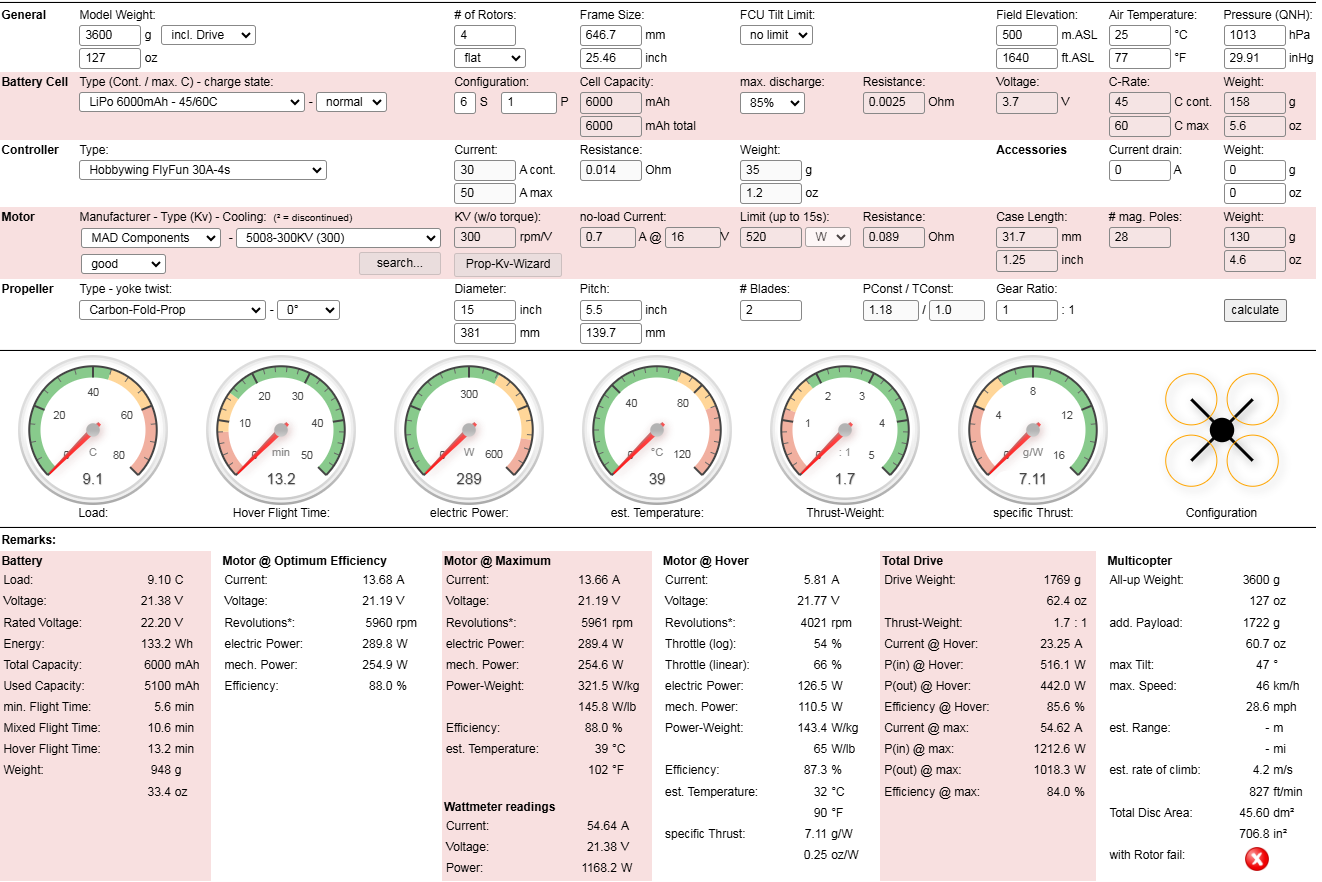 General Model Weight: # of Rotors: Frame Size: FCU Tilt Limit: Field Elevation: Air Temperature: Pressure (QNH):
3600 g incl. Drive 4 646.7 mm no limit 500 m.ASL 25 °C 1013 hPa
127 oz flat 25.46 inch 1640 ft.ASL 77 °F 29.91 inHg
Battery Cell Type (Cont. / max. C) - charge state: Configuration: Cell Capacity: max. discharge: Resistance: Voltage: C-Rate: Weight:
LiPo 6000mAh - 45/60C - normal 6 S 1 P 6000 mAh 85% 0.0025 Ohm 3.7 V 45 C cont. 158 g
6000 mAh total 60 C max 5.6 oz
Controller Type: Current: Resistance: Weight: Accessories Current drain: Weight:
Hobbywing FlyFun 30A-4s 30 A cont. 0.014 Ohm 35 g 0 A 0 g
50 A max 1.2 oz 0 oz
Motor Manufacturer - Type (Kv) - Cooling: (² = discontinued) KV (w/o torque): no-load Current: Limit (up to 15s): Resistance: Case Length: # mag. Poles: Weight:
MAD Components - 5008-300KV (300) 300 rpm/V 0.7 A @ 16 V 520 W 0.089 Ohm 31.7 mm 28 130 g
good search... Prop-Kv-Wizard 1.25 inch 4.6 oz
Propeller Type - yoke twist: Diameter: Pitch: # Blades: PConst / TConst: Gear Ratio:
Carbon-Fold-Prop - 0° 15 inch 5.5 inch 2 1.18 / 1.0 1 : 1 calculate
381 mm 139.7 mm
0 20 40 60 80 C 9.1
0 10 20 30 40 50 min 13.2
0 300 600 W 289
0 40 80 120 °C 39
0 1 2 3 4 5 : 1 1.7
0 4 8 12 16 g/W 7.11
Load: Hover Flight Time: electric Power: est. Temperature: Thrust-Weight: specific Thrust: Configuration
Remarks:
Battery
Load: 9.10 C
Voltage: 21.38 V
Rated Voltage: 22.20 V
Energy: 133.2 Wh
Total Capacity: 6000 mAh
Used Capacity: 5100 mAh
min. Flight Time: 5.6 min
Mixed Flight Time: 10.6 min
Hover Flight Time: 13.2 min
Weight: 948 g
33.4 oz
Motor @ Optimum Efficiency
Current: 13.68 A
Voltage: 21.19 V
Revolutions*: 5960 rpm
electric Power: 289.8 W
mech. Power: 254.9 W
Efficiency: 88.0 %
Motor @ Maximum
Current: 13.66 A
Voltage: 21.19 V
Revolutions*: 5961 rpm
electric Power: 289.4 W
mech. Power: 254.6 W
Power-Weight: 321.5 W/kg
145.8 W/lb
Efficiency: 88.0 %
est. Temperature: 39 °C
102 °F
Wattmeter readings
Current: 54.64 A
Voltage: 21.38 V
Power: 1168.2 W
Motor @ Hover
Current: 5.81 A
Voltage: 21.77 V
Revolutions*: 4021 rpm
Throttle (log): 54 %
Throttle (linear): 66 %
electric Power: 126.5 W
mech. Power: 110.5 W
Power-Weight: 143.4 W/kg
65 W/lb
Efficiency: 87.3 %
est. Temperature: 32 °C
90 °F
specific Thrust: 7.11 g/W
0.25 oz/W
Total Drive
Drive Weight: 1769 g
62.4 oz
Thrust-Weight: 1.7 : 1
Current @ Hover: 23.25 A
P(in) @ Hover: 516.1 W
P(out) @ Hover: 442.0 W
Efficiency @ Hover: 85.6 %
Current @ max: 54.62 A
P(in) @ max: 1212.6 W
P(out) @ max: 1018.3 W
Efficiency @ max: 84.0 %
Multicopter
All-up Weight: 3600 g
127 oz
add. Payload: 1722 g
60.7 oz
max Tilt: 47 °
max. Speed: 46 km/h
28.6 mph
est. Range: - m
- mi
est. rate of climb: 4.2 m/s
827 ft/min
Total Disc Area: 45.60 dm²
706.8 in²
with Rotor fail: